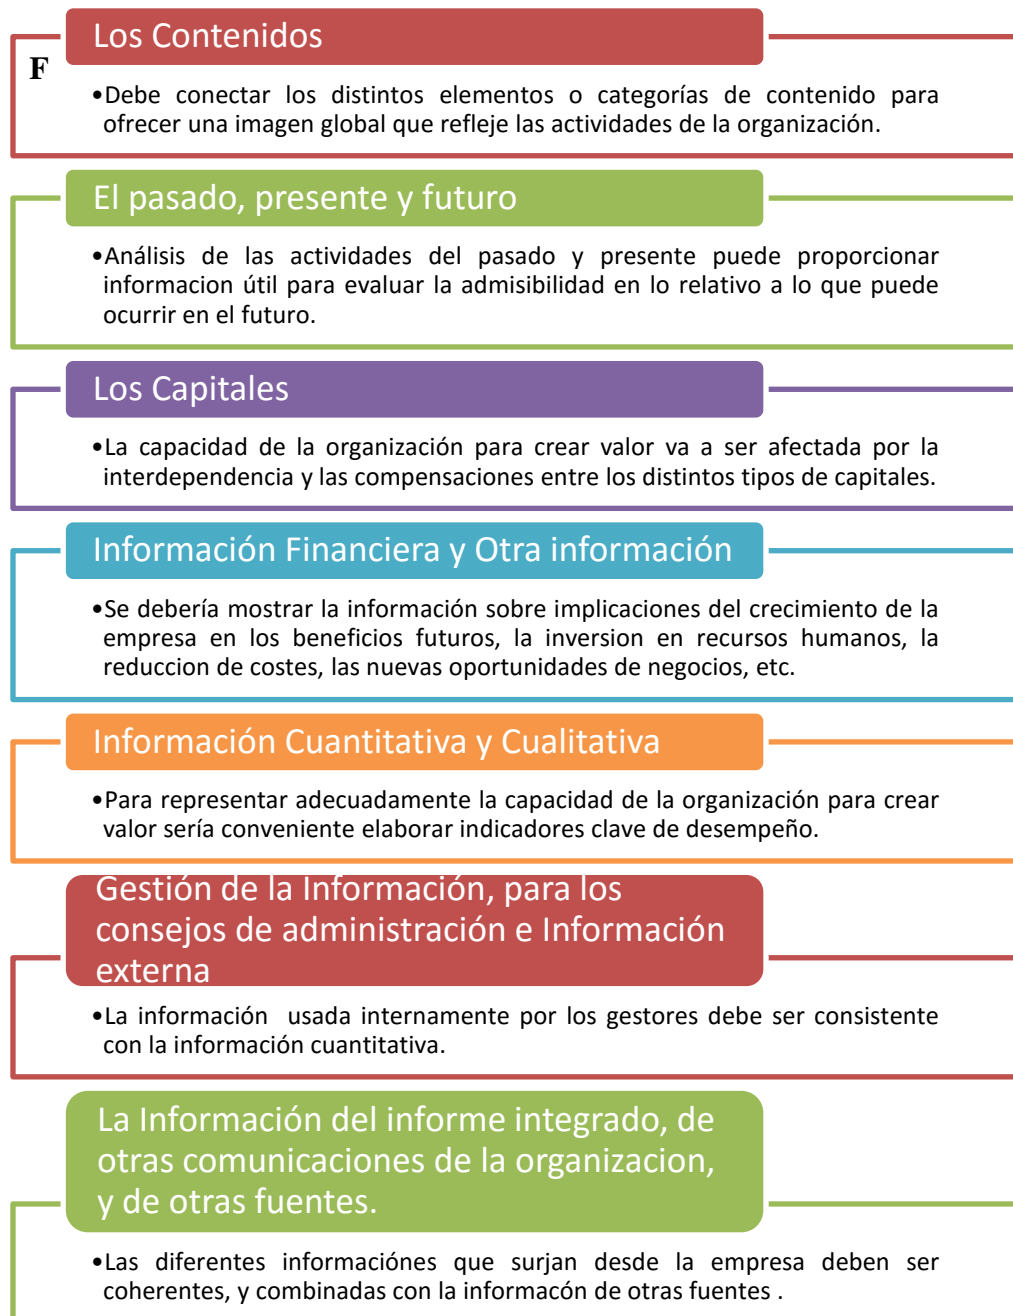 Los Contenidos
F
•Debe conectar los distintos elementos o categorías de contenido para
ofrecer una imagen global que refleje las actividades de la organización.
El pasado, presente y futuro
•Análisis de las actividades del pasado y presente puede proporcionar
informacion útil para evaluar la admisibilidad en lo relativo a lo que puede
ocurrir en el futuro.
Los Capitales
•La capacidad de la organización para crear valor va a ser afectada por la
interdependencia y las compensaciones entre los distintos tipos de capitales.
Información Financiera y Otra información
•Se debería mostrar la información sobre implicaciones del crecimiento de la
empresa en los beneficios futuros, la inversion en recursos humanos, la
reduccion de costes, las nuevas oportunidades de negocios, etc.
Información Cuantitativa y Cualitativa
•Para representar adecuadamente la capacidad de la organización para crear
valor sería conveniente elaborar indicadores clave de desempeño.
Gestión de la Información, para los
consejos de administración e Información
externa
•La información usada internamente por los gestores debe ser consistente
con la información cuantitativa.
La Información del informe integrado, de
otras comunicaciones de la organizacion,
y de otras fuentes.
•Las diferentes informaciónes que surjan desde la empresa deben ser
coherentes, y combinadas con la informacón de otras fuentes .